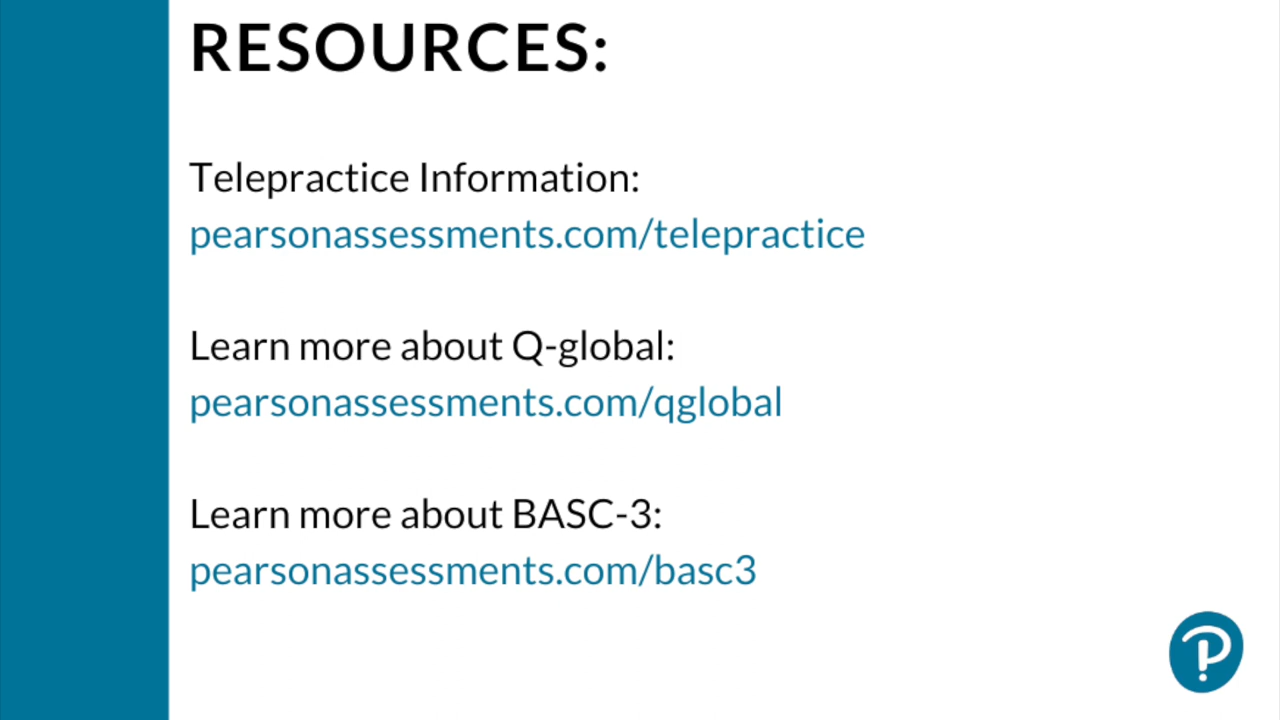 RESOURCES:
Telepractice Information:
pearsonassessments.com/telepractice
Learn more about Q-global:
pearsonassessments.com/qglobal
Learn more about BASC-3:
pearsonassessments.com/basc3